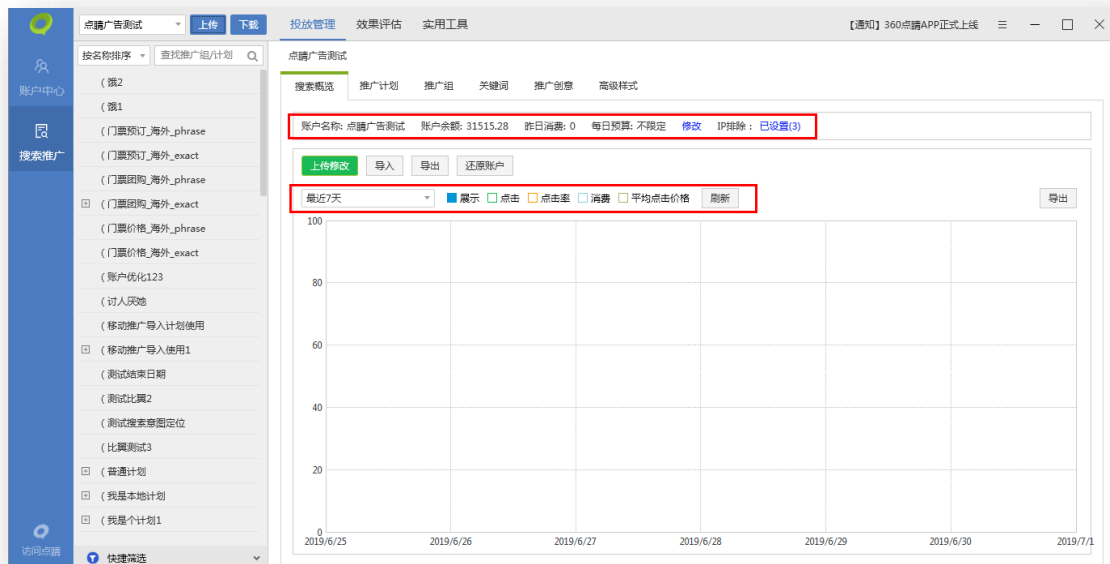 点睛广告测试 上传 下载 投放管理 效果评估 实用工具 【通知】360点睛APP正式上线
按名称排序 查找推广组/计划
点睛广告测试
账户中心
搜索推广
搜索概览 推广计划 推广组 关键词 推广创意 高级样式
账户名称: 点睛广告测试 账户余额: 31515.28 昨日消费: 0 每日预算: 不限定 修改 IP排除： 已设置(3)
上传修改 导入 导出 还原账户
最近7天 展示 点击 点击率 消费 平均点击价格 刷新 导出
(饿2
(饿1
(门票预订_海外_phrase
(门票预订_海外_exact
(门票团购_海外_phrase
(门票团购_海外_exact
(门票价格_海外_phrase
(门票价格_海外_exact
(账户优化123
(讨人厌她
(移动推广导入计划使用
(移动推广导入使用1
(测试结束日期
(测试比翼2
(测试搜索意图定位
(比翼测试3
(普通计划
(我是本地计划
(我是个计划1
快捷筛选
访问点睛
100
80
60
40
20
0
2019/6/25 2019/6/26 2019/6/27 2019/6/28 2019/6/29 2019/6/30 2019/7/1